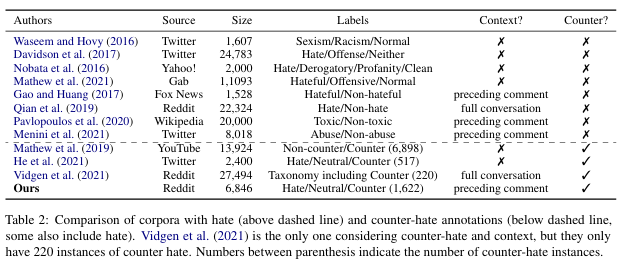 Authors Source Size Labels Context? Counter?
Waseem and Hovy (2016) Twitter 1,607 Sexism/Racism/Normal ✗ ✗
Davidson et al. (2017) Twitter 24,783 Hate/Offense/Neither ✗ ✗
Nobata et al. (2016) Yahoo! 2,000 Hate/Derogatory/Profanity/Clean ✗ ✗
Mathew et al. (2021) Gab 1,1093 Hateful/Offensive/Normal ✗ ✗
Gao and Huang (2017) Fox News 1,528 Hateful/Non-hateful preceding comment ✗
Qian et al. (2019) Reddit 22,324 Hate/Non-hate full conversation ✗
Pavlopoulos et al. (2020) Wikipedia 20,000 Toxic/Non-toxic preceding comment ✗
Menini et al. (2021) Twitter 8,018 Abuse/Non-abuse preceding comment ✗
Mathew et al. (2019) YouTube 13,924 Non-counter/Counter (6,898) ✗ ✓
He et al. (2021) Twitter 2,400 Hate/Neutral/Counter (517) ✗ ✓
Vidgen et al. (2021) Reddit 27,494 Taxonomy including Counter (220) full conversation ✓
Ours Reddit 6,846 Hate/Neutral/Counter (1,622) preceding comment ✓
Table 2: Comparison of corpora with hate (above dashed line) and counter-hate annotations (below dashed line,
some also include hate). Vidgen et al. (2021) is the only one considering counter-hate and context, but they only
have 220 instances of counter hate. Numbers between parenthesis indicate the number of counter-hate instances.